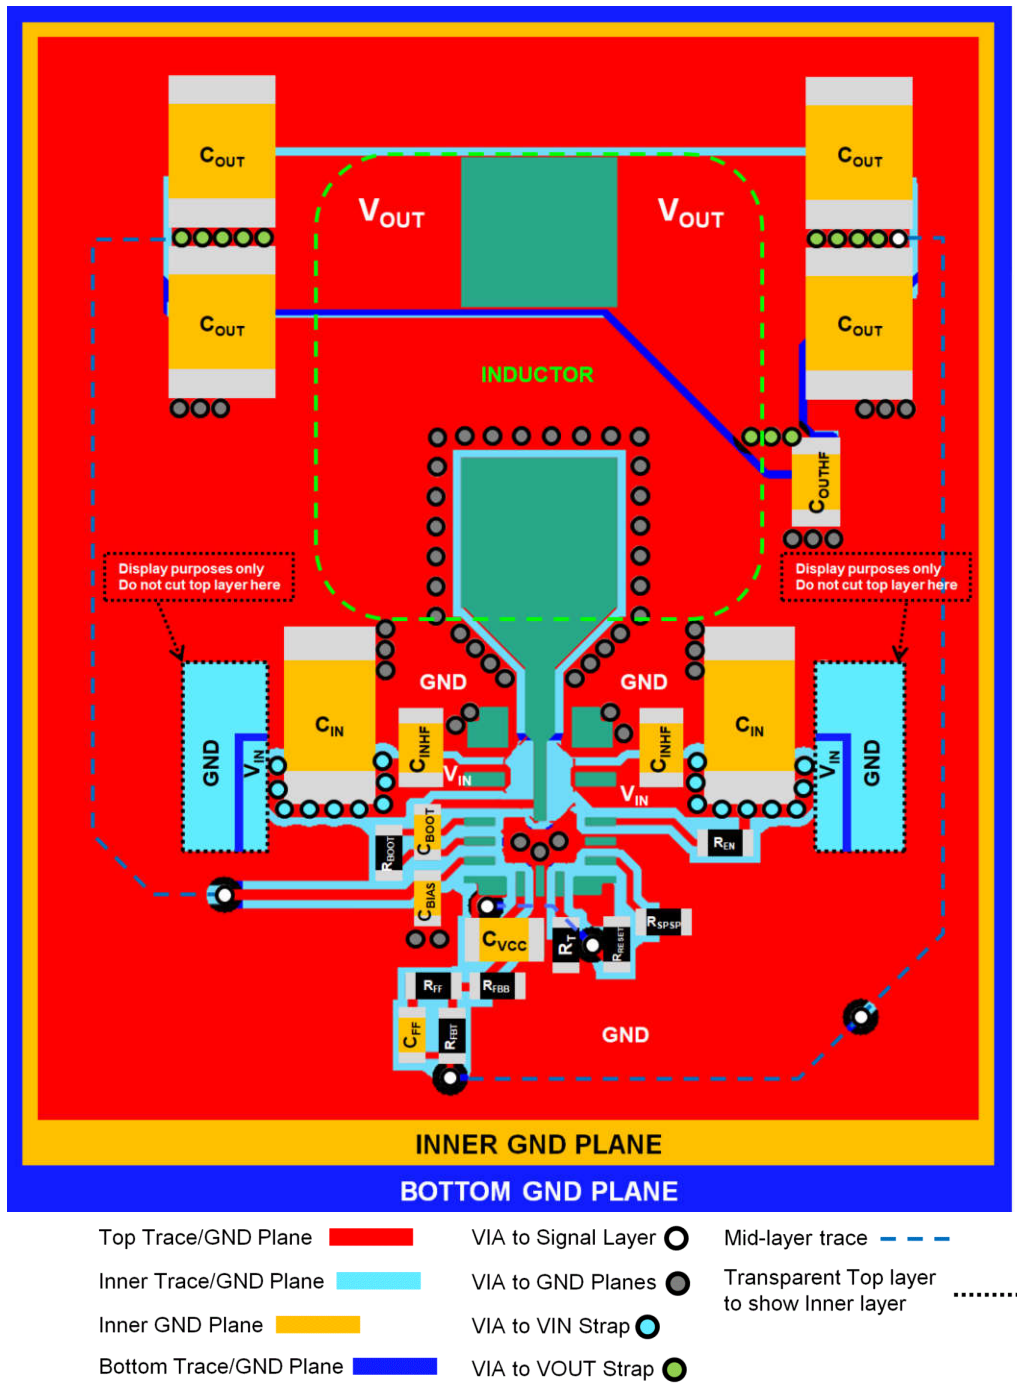 COUT
COUT
VOUT
VOUT
COUT
COUT
INDUCTOR
COUTHF
Display purposes only
Do not cut top layer here
Display purposes only
Do not cut top layer here
GND
GND
GND
VIN
CIN
CINHF
VIN
CINHF
VIN
CIN
VIN
GND
RBOOT
CBOOT
REN
CBIAS
CVCC
RT
RRESET
RSPSP
RFF
RFBB
CFF
RFBT
GND
INNER GND PLANE
BOTTOM GND PLANE
Top Trace/GND Plane
VIA to Signal Layer
Mid-layer trace
Inner Trace/GND Plane
VIA to GND Planes
Transparent Top layer
to show Inner layer
Inner GND Plane
VIA to VIN Strap
Bottom Trace/GND Plane
VIA to VOUT Strap